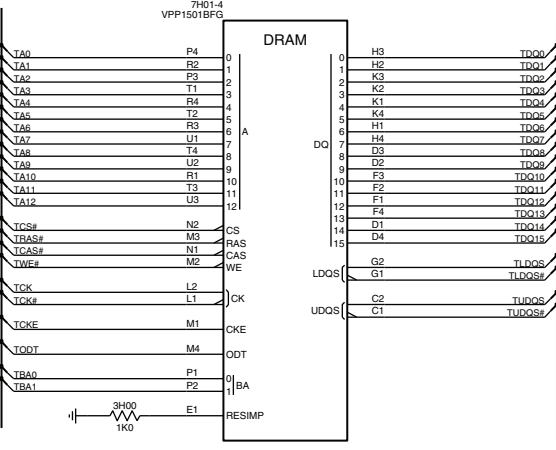 7H01-4
VPP1501BFG
DRAM
TA0 P4 0 0 H3 TDQ0
TA1 R2 1 1 H2 TDQ1
TA2 P3 2 2 K3 TDQ2
TA3 T1 3 3 K2 TDQ3
TA4 R4 4 4 K1 TDQ4
TA5 T2 5 5 K4 TDQ5
TA6 R3 6 A 6 H1 TDQ6
TA7 U1 7 DQ 7 H4 TDQ7
TA8 T4 8 8 D3 TDQ8
TA9 U2 9 9 D2 TDQ9
TA10 R1 10 10 F3 TDQ10
TA11 T3 11 11 F2 TDQ11
TA12 U3 12 12 F1 TDQ12
13 F4 TDQ13
TCS# N2 CS 14 D1 TDQ14
TRAS# M3 RAS 15 D4 TDQ15
TCAS# N1 CAS
TWE# M2 WE G2 TLDQS
LDQS G1 TLDQS#
TCK L2
TCK# L1 CK C2 TUDQS
UDQS C1 TUDQS#
TCKE M1 CKE
TODT M4 ODT
TBA0 P1 0
TBA1 P2 1 BA
3H00 E1 RESIMP
1K0